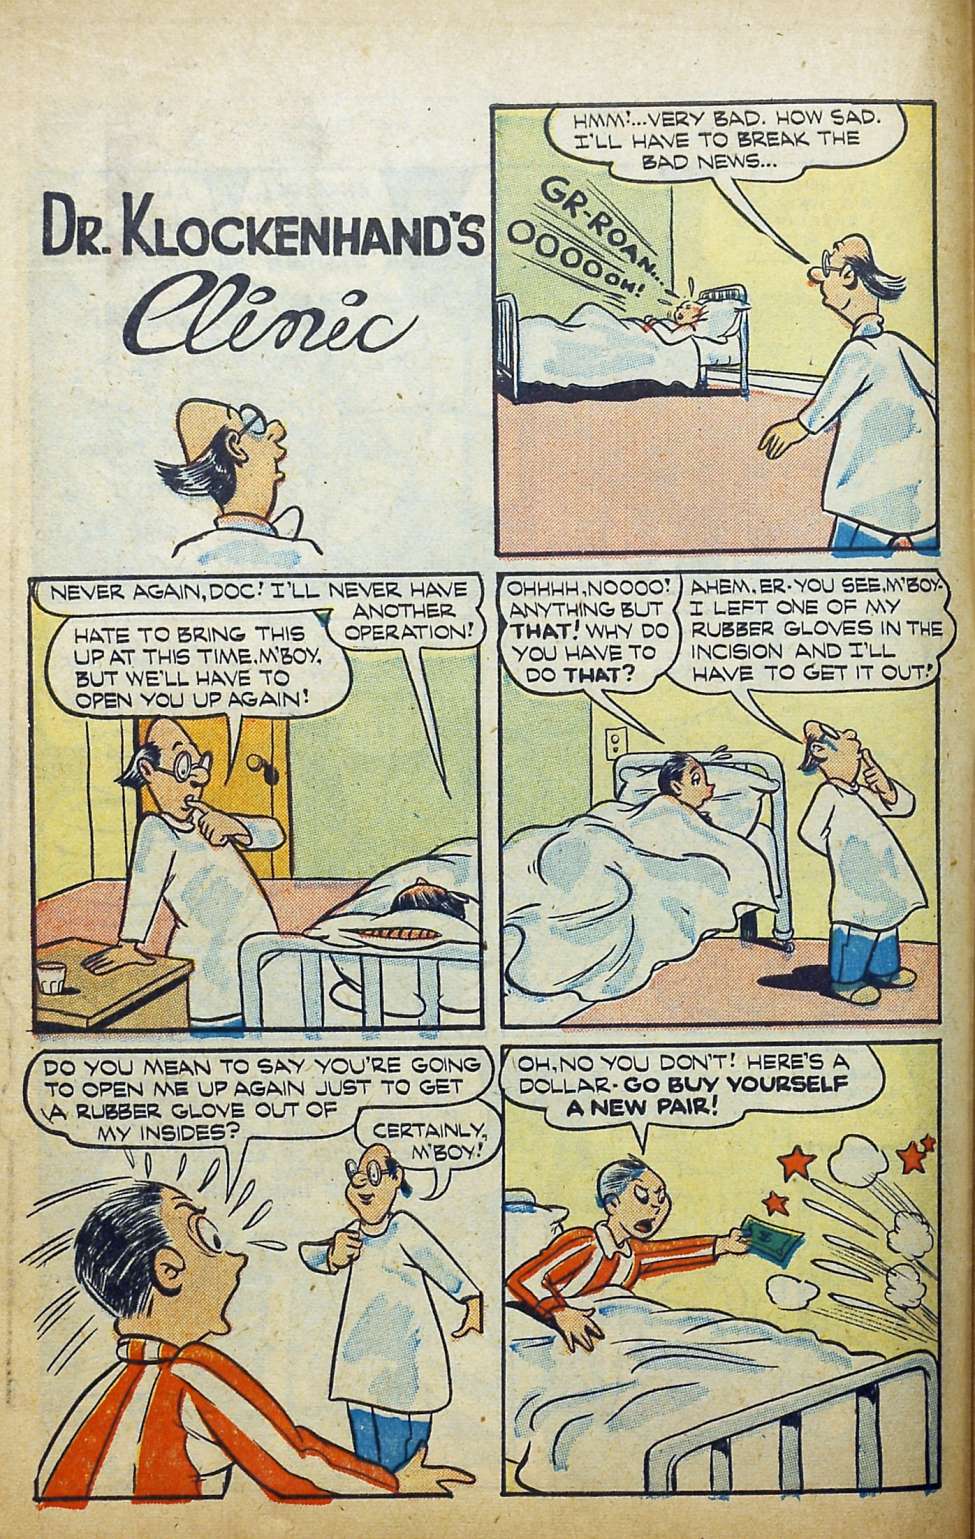 DR. KLOCKENHAND'S
Clinic
HMM!...VERY BAD. HOW SAD.
I'LL HAVE TO BREAK THE
BAD NEWS...
GR-ROAN...
OOOOOOH!
NEVER AGAIN, DOC! I'LL NEVER HAVE
ANOTHER
OPERATION!
HATE TO BRING THIS
UP AT THIS TIME, M'BOY,
BUT WE'LL HAVE TO
OPEN YOU UP AGAIN!
OHHHH, NOOOO!
ANYTHING BUT
THAT! WHY DO
YOU HAVE TO
DO THAT?
AHEM, ER-YOU SEE, M'BOY-
I LEFT ONE OF MY
RUBBER GLOVES IN THE
INCISION AND I'LL
HAVE TO GET IT OUT!
DO YOU MEAN TO SAY YOU'RE GOING
TO OPEN ME UP AGAIN JUST TO GET
A RUBBER GLOVE OUT OF
MY INSIDES?
CERTAINLY,
M'BOY!
OH, NO YOU DON'T! HERE'S A
DOLLAR-GO BUY YOURSELF
A NEW PAIR!